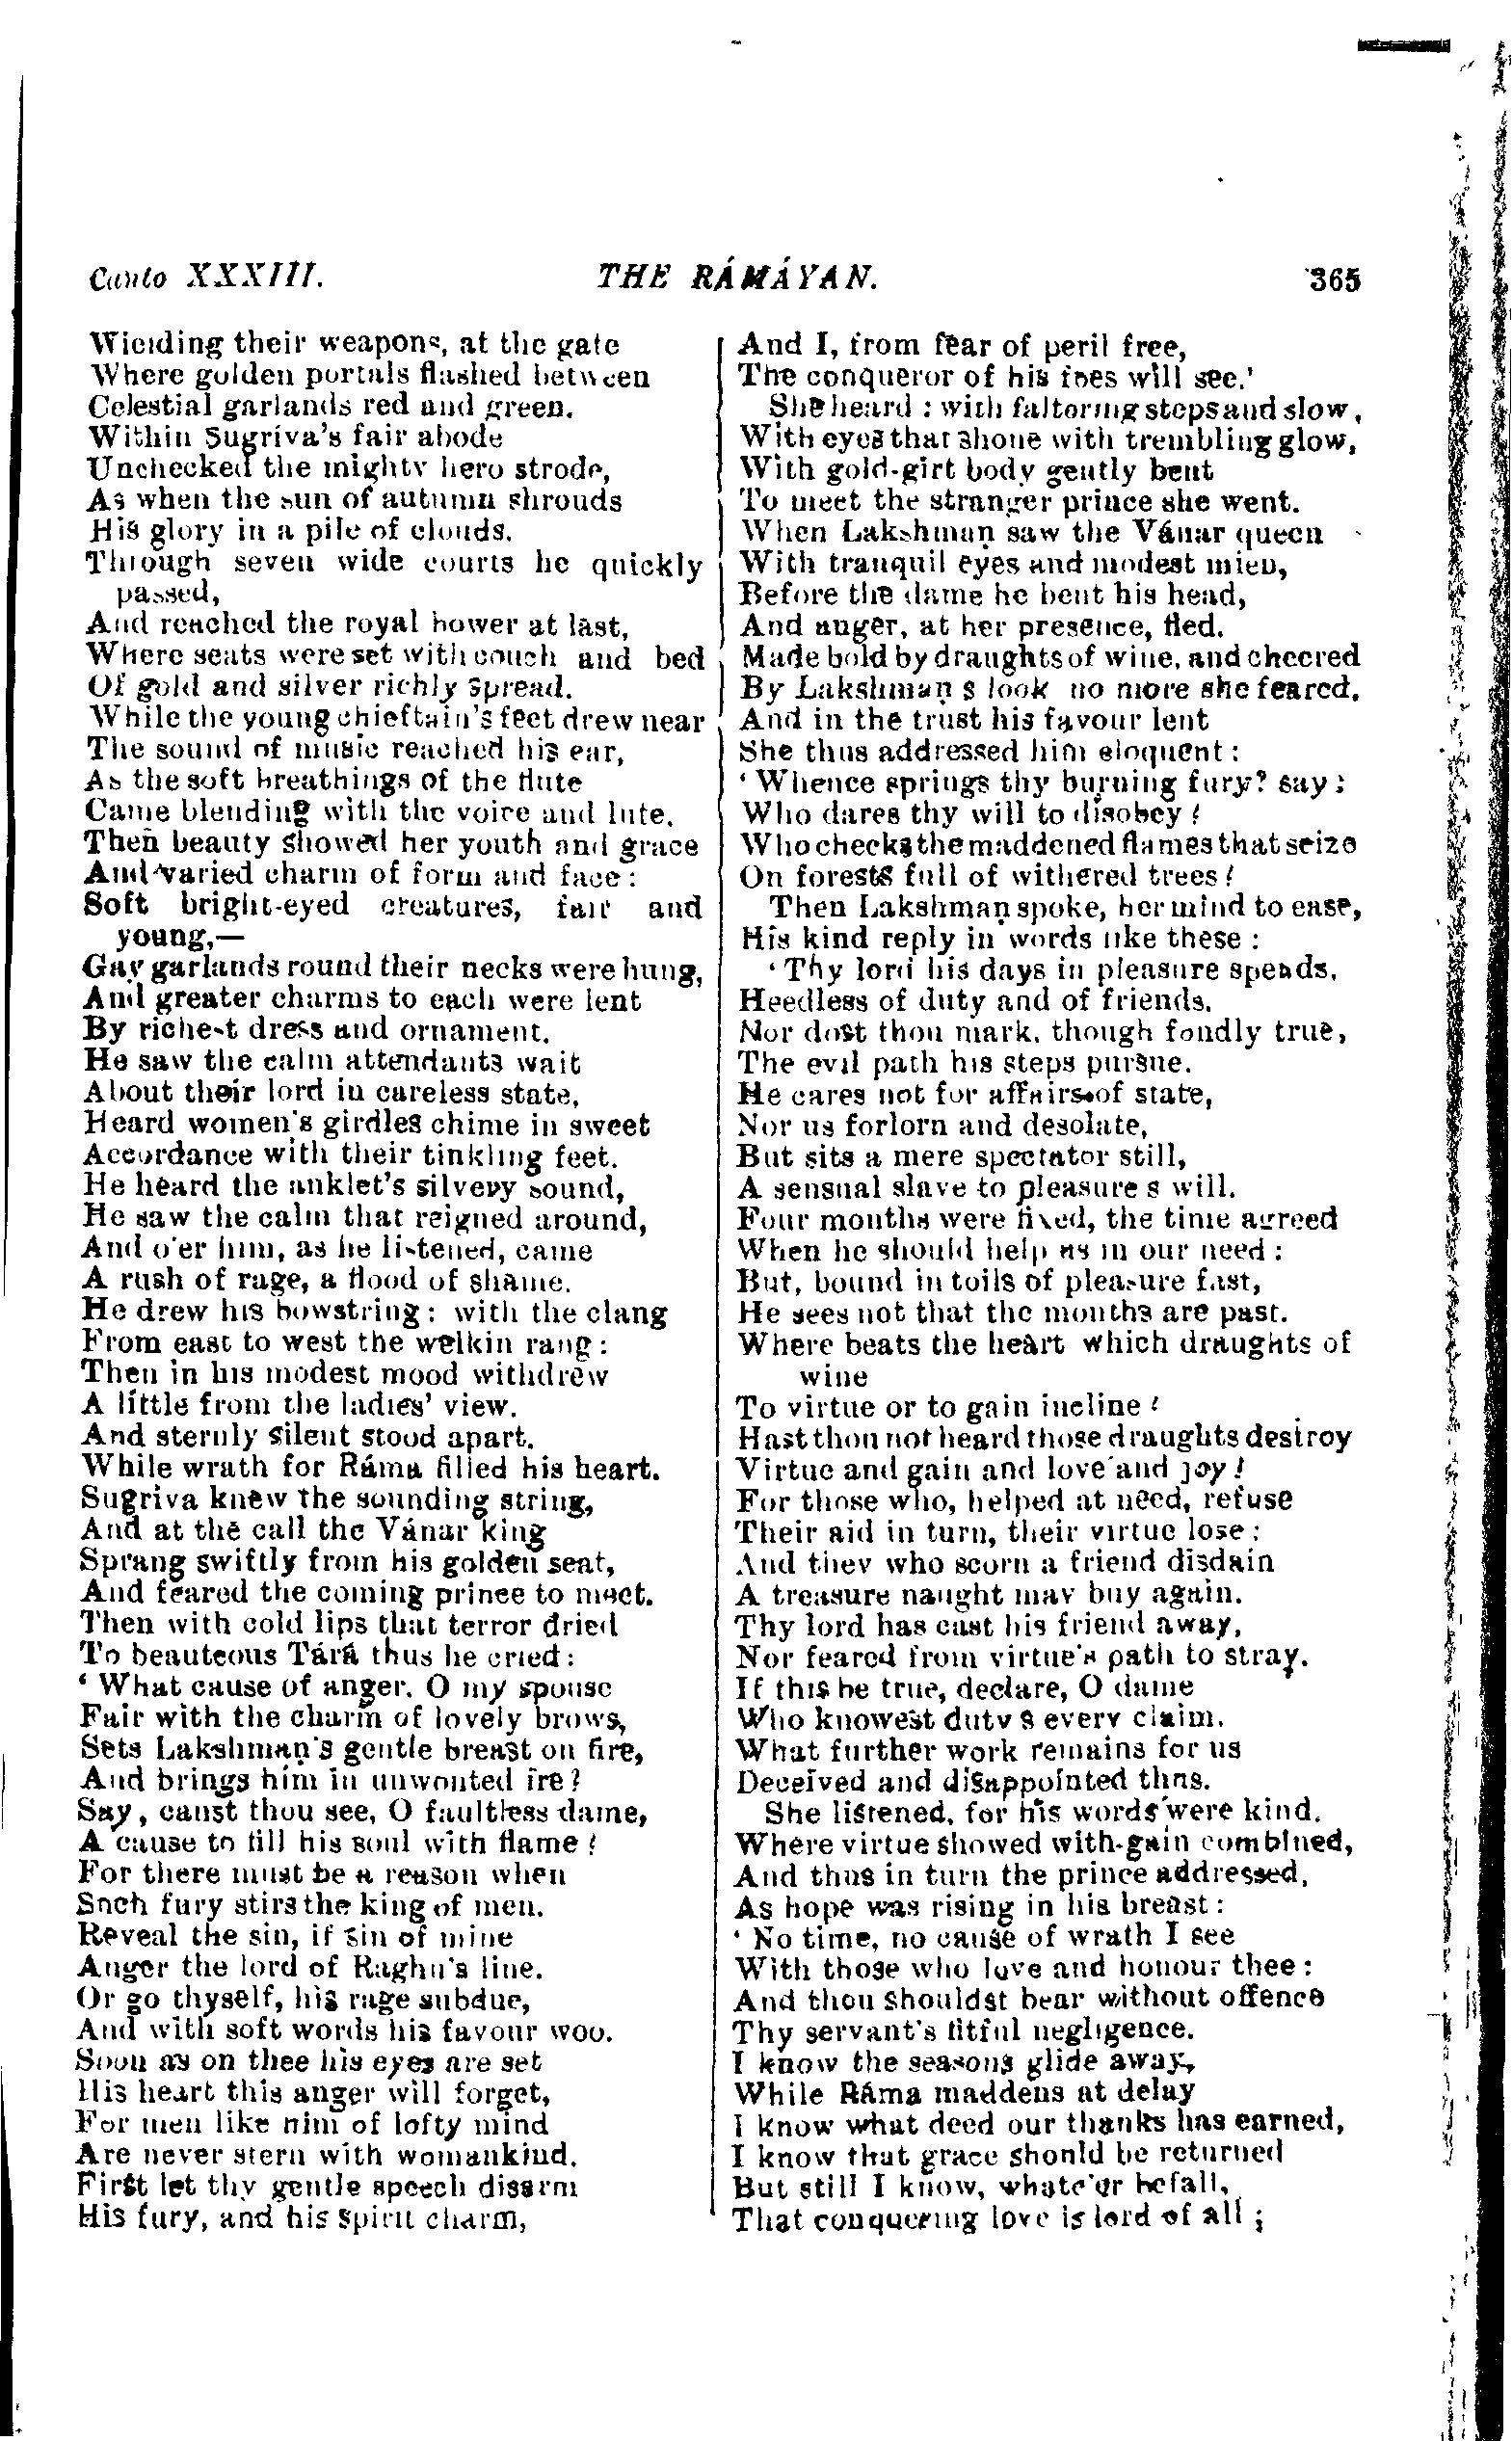 Canto XXXIII. THE RÁMÁYAN. 365
Wielding their weapons, at the gate
Where golden portals flashed between
Celestial garlands red and green.
Within Sugríva's fair abode
Unchecked the mighty hero strode,
As when the sun of autumn shrouds
His glory in a pile of clouds.
Through seven wide courts he quickly
passed,
And reached the royal bower at last,
Where seats were set with couch and bed
Of gold and silver richly spread.
While the young chieftain's feet drew near
The sound of music reached his ear,
As the soft breathings of the flute
Came blending with the voice and lute.
Then beauty showed her youth and grace
And varied charm of form and face:
Soft bright-eyed creatures, fair and
young,—
Gay garlands round their necks were hung,
And greater charms to each were lent
By richest dress and ornament.
He saw the calm attendants wait
About their lord in careless state,
Heard women's girdles chime in sweet
Accordance with their tinkling feet.
He heard the anklet's silvery sound,
He saw the calm that reigned around,
And o'er him, as he listened, came
A rush of rage, a flood of shame.
He drew his bowstring: with the clang
From east to west the welkin rang:
Then in his modest mood withdrew
A little from the ladies' view.
And sternly silent stood apart.
While wrath for Ráma filled his heart.
Sugríva knew the sounding string,
And at the call the Vánar king
Sprang swiftly from his golden seat,
And feared the coming prince to meet.
Then with cold lips that terror dried
To beauteous Tárá thus he cried:
' What cause of anger, O my spouse
Fair with the charm of lovely brows,
Sets Lakshmaṇ's gentle breast on fire,
And brings him in unwonted ire?
Say, canst thou see, O faultless dame,
A cause to fill his soul with flame?
For there must be a reason when
Such fury stirs the king of men.
Reveal the sin, if sin of mine
Anger the lord of Raghu's line.
Or go thyself, his rage subdue,
And with soft words his favour woo.
Soon as on thee his eyes are set
His heart this anger will forget,
For men like him of lofty mind
Are never stern with womankind.
First let thy gentle speech disarm
His fury, and his spirit charm,
And I, from fear of peril free,
The conqueror of his foes will see.'
She heard : with faltering steps and slow,
With eyes that shone with trembling glow,
With gold-girt body gently bent
To meet the stranger prince she went.
When Lakshmaṇ saw the Vánar queen
With tranquil eyes and modest mien,
Before the dame he bent his head,
And anger, at her presence, fled.
Made bold by draughts of wine, and cheered
By Lakshmaṇ s look no more she feared,
And in the trust his favour lent
She thus addressed him eloquent:
' Whence springs thy burning fury? say;
Who dares thy will to disobey?
Who checks the maddened flames that seize
On forests full of withered trees?
Then Lakshmaṇ spoke, her mind to ease,
His kind reply in words like these :
' Thy lord his days in pleasure spends,
Heedless of duty and of friends.
Nor dost thou mark, though fondly true,
The evil path his steps pursue.
He cares not for affairs of state,
Nor us forlorn and desolate,
But sits a mere spectator still,
A sensual slave to pleasure s will.
Four months were fixed, the time agreed
When he should help us in our need:
But, bound in toils of pleasure fast,
He sees not that the months are past.
Where beats the heart which draughts of
wine
To virtue or to gain incline?
Hast thou not heard those draughts destroy
Virtue and gain and love and joy?
For those who, helped at need, refuse
Their aid in turn, their virtue lose:
And they who scorn a friend disdain
A treasure naught may buy again.
Thy lord has cast his friend away,
Nor feared from virtue's path to stray.
If this be true, declare, O dame
Who knowest duty s every claim,
What further work remains for us
Deceived and disappointed thus.
She listened, for his words were kind,
Where virtue showed with gain combined,
And thus in turn the prince addressed,
As hope was rising in his breast:
' No time, no cause of wrath I see
With those who love and honour thee:
And thou shouldst bear without offence
Thy servant's fitful negligence.
I know the seasons glide away,
While Ráma maddens at delay
I know what deed our thanks has earned,
I know that grace should be returned
But still I know, whate'er befall,
That conquering love is lord of all;